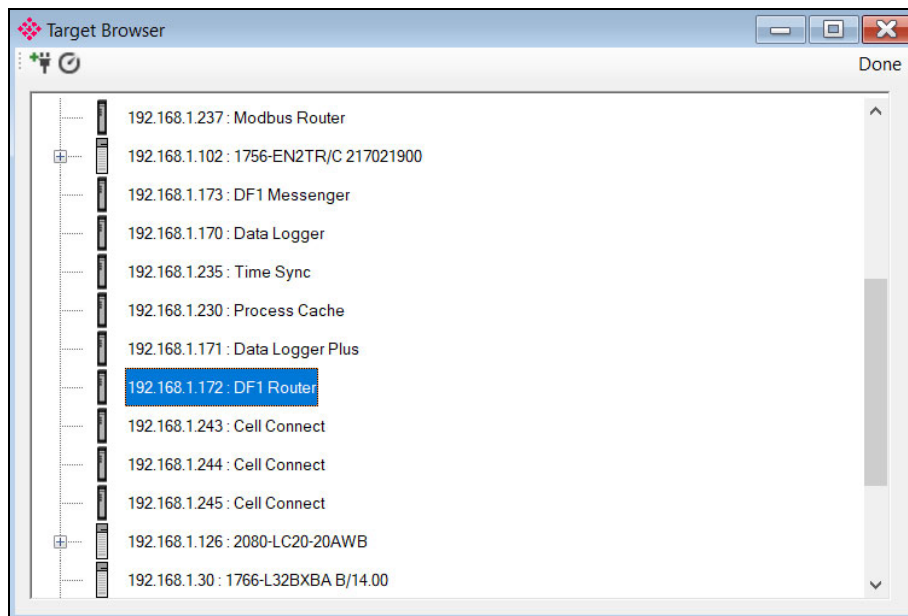 Target Browser
Done
192.168.1.237 : Modbus Router
192.168.1.102 : 1756-EN2TR/C 217021900
192.168.1.173 : DF1 Messenger
192.168.1.170 : Data Logger
192.168.1.235 : Time Sync
192.168.1.230 : Process Cache
192.168.1.171 : Data Logger Plus
192.168.1.172 : DF1 Router
192.168.1.243 : Cell Connect
192.168.1.244 : Cell Connect
192.168.1.245 : Cell Connect
192.168.1.126 : 2080-LC20-20AWB
192.168.1.30 : 1766-L32BXBA B/14.00